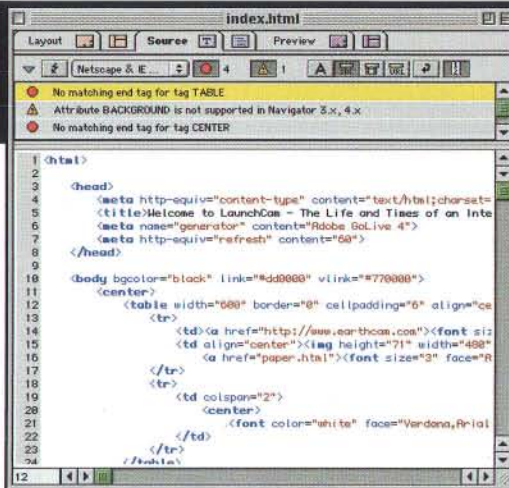 index.html
Layout Source Preview
Netscape & IE ... 4 1 A URL
No matching end tag for tag TABLE
Attribute BACKGROUND is not supported in Navigator 3.x, 4.x
No matching end tag for tag CENTER
1 <html>
2
3 <head>
4 <meta http-equiv="content-type" content="text/html;charset=
5 <title>Welcome to LaunchCam - The Life and Times of an Inte
6 <meta name="generator" content="Adobe GoLive 4">
7 <meta http-equiv="refresh" content="60">
8 </head>
9
10 <body bgcolor="black" link="#dd0000" vlink="#770000">
11 <center>
12 <table width="600" border="0" cellpadding="6" align="ce
13 <tr>
14 <td><a href="http://www.earthcam.com"><font siz
15 <td align="center"><img height="71" width="480"
16 <a href="paper.html"><font size="3" face="A
17 </tr>
18 <tr>
19 <td colspan="2">
20 <center>
21 <font color="white" face="Verdana,Arial
22 </td>
23 </tr>
24 </table>
12